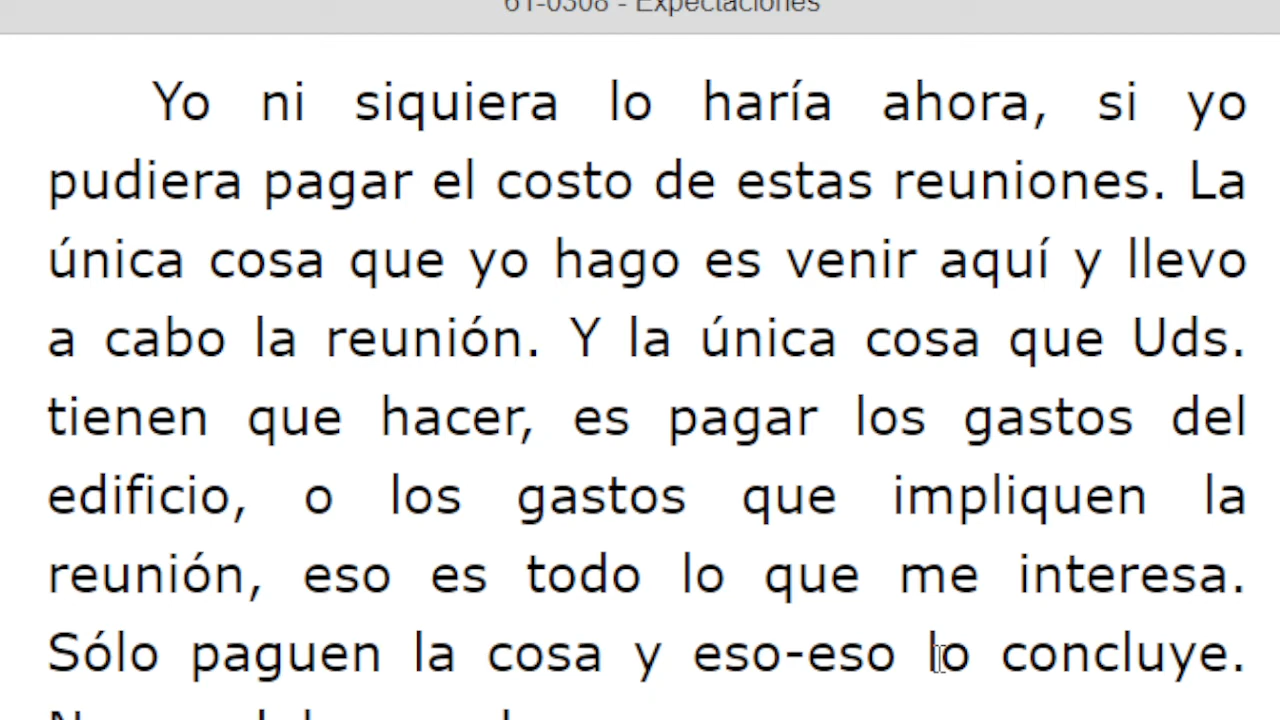 61-0308 - Expectaciones
Yo ni siquiera lo haría ahora, si yo
pudiera pagar el costo de estas reuniones. La
única cosa que yo hago es venir aquí y llevo
a cabo la reunión. Y la única cosa que Uds.
tienen que hacer, es pagar los gastos del
edificio, o los gastos que impliquen la
reunión, eso es todo lo que me interesa.
Sólo paguen la cosa y eso-eso lo concluye.